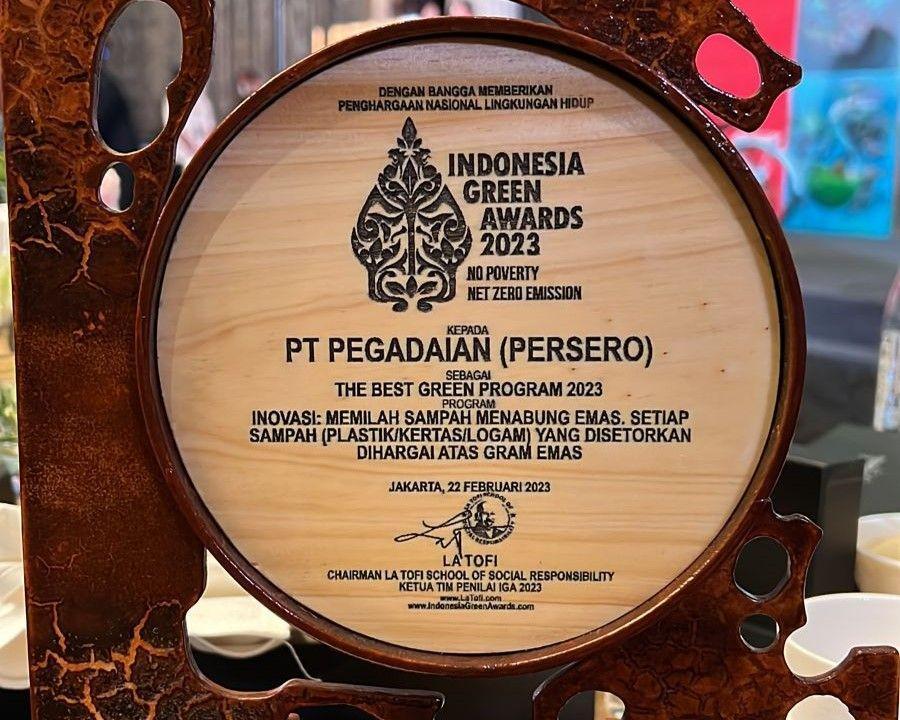 DENGAN BANGGA MEMBERIKAN
PENGHARGAAN NASIONAL LINGKUNGAN HIDUP
INDONESIA
GREEN
AWARDS
2023
NO POVERTY
NET ZERO EMISSION
KEPADA
PT PEGADAIAN (PERSERO)
SEBAGAI
THE BEST GREEN PROGRAM 2023
PROGRAM
INOVASI: MEMILAH SAMPAH MENABUNG EMAS. SETIAP
SAMPAH (PLASTIK/KERTAS/LOGAM) YANG DISETORKAN
DIHARGAI ATAS GRAM EMAS
JAKARTA, 22 FEBRUARI 2023
LA TOFI
CHAIRMAN LA TOFI SCHOOL OF SOCIAL RESPONSIBILITY
KETUA TIM PENILAI IGA 2023
www.LaTofi.com
www.IndonesiaGreenAwards.com